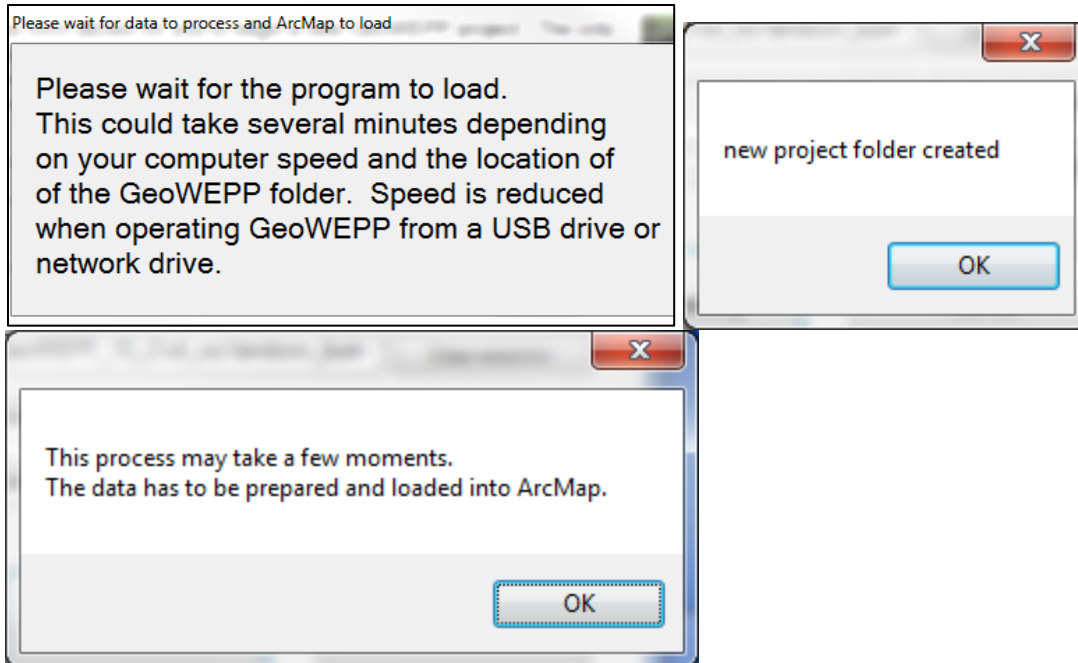 Please wait for data to process and ArcMap to load
Please wait for the program to load.
This could take several minutes depending
on your computer speed and the location of
of the GeoWEPP folder.  Speed is reduced
when operating GeoWEPP from a USB drive or
network drive.
new project folder created
OK
This process may take a few moments.
The data has to be prepared and loaded into ArcMap.
OK